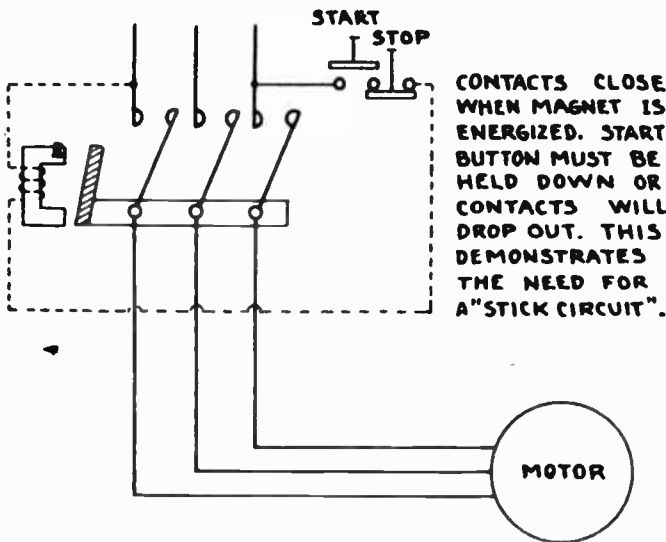 START
STOP
CONTACTS CLOSE
WHEN MAGNET IS
ENERGIZED. START
BUTTON MUST BE
HELD DOWN OR
CONTACTS WILL
DROP OUT. THIS
DEMONSTRATES
THE NEED FOR
A "STICK CIRCUIT".
MOTOR